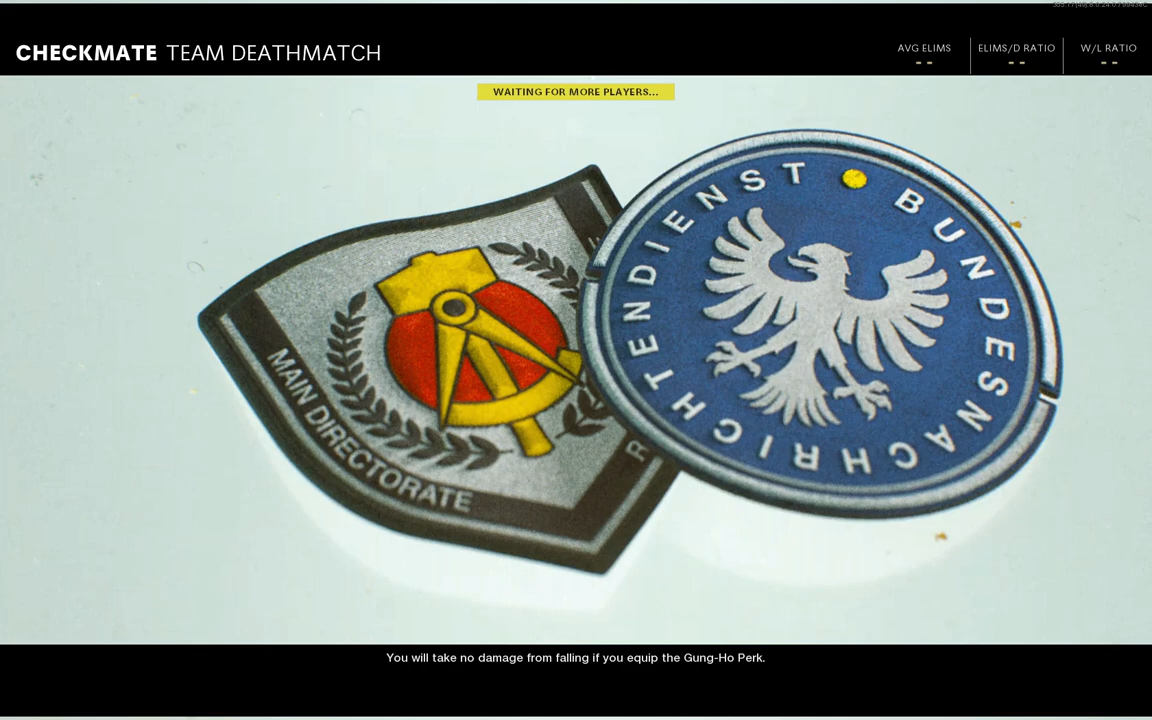 CHECKMATE TEAM DEATHMATCH
AVG ELIMS
--
ELIMS/D RATIO
--
W/L RATIO
--
WAITING FOR MORE PLAYERS...
BUNDESNACHRICHTENDIENST
MAIN DIRECTORATE
R
You will take no damage from falling if you equip the Gung-Ho Perk.